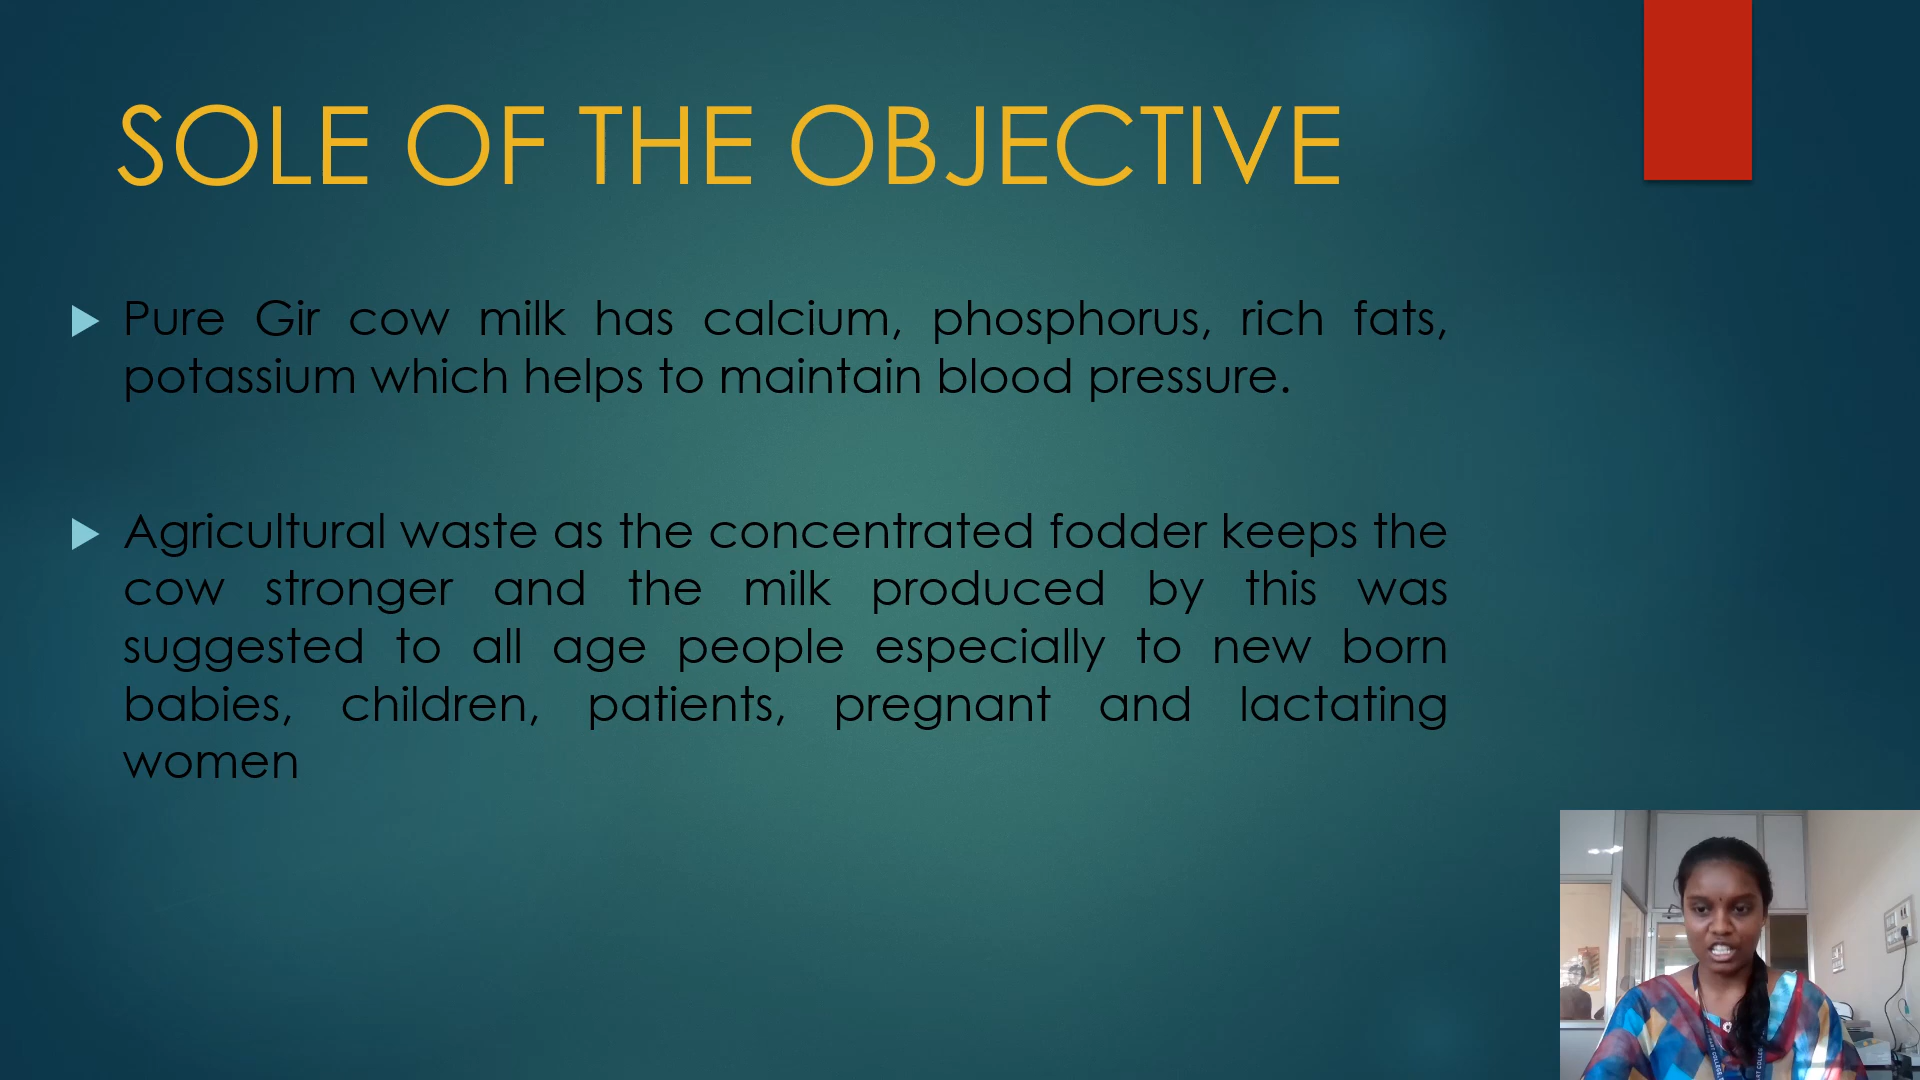 SOLE OF THE OBJECTIVE
Pure Gir cow milk has calcium, phosphorus, rich fats,
potassium which helps to maintain blood pressure.
Agricultural waste as the concentrated fodder keeps the
cow stronger and the milk produced by this was
suggested to all age people especially to new born
babies, children, patients, pregnant and lactating
women